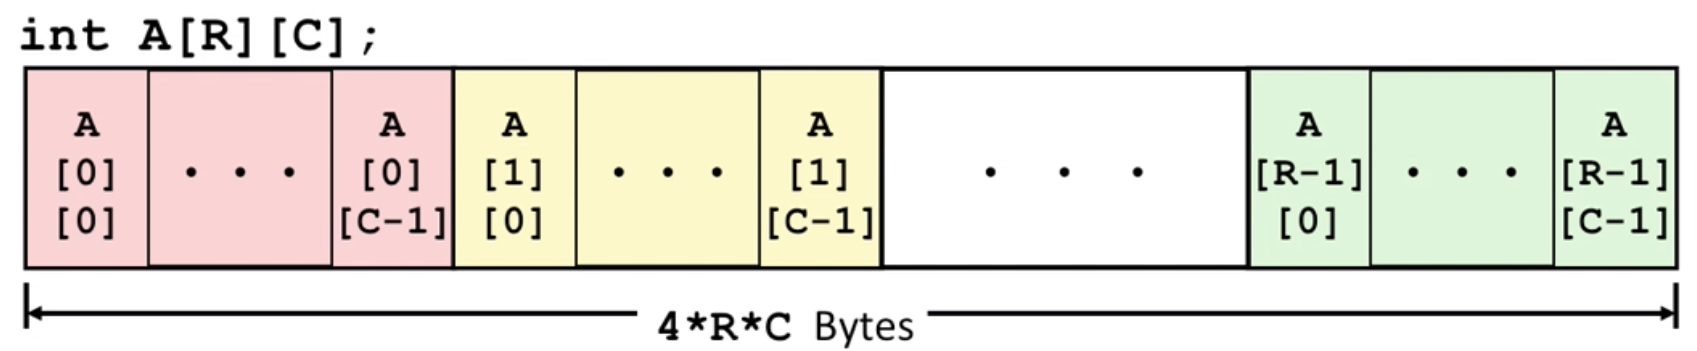 int A[R][C];
A [0] [0]
. . .
A [0] [C-1]
A [1] [0]
. . .
A [1] [C-1]
. . .
A [R-1] [0]
. . .
A [R-1] [C-1]
4*R*C Bytes